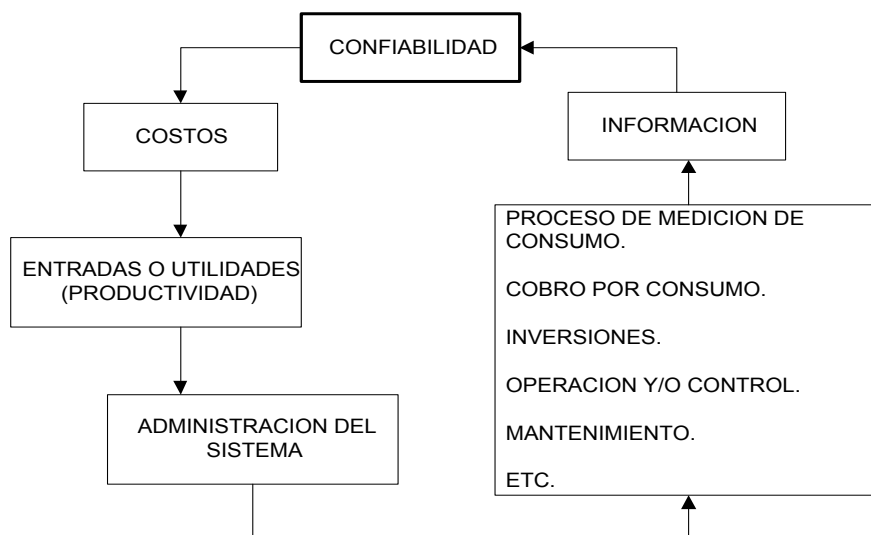 CONFIABILIDAD
COSTOS
INFORMACION
ENTRADAS O UTILIDADES
(PRODUCTIVIDAD)
ADMINISTRACION DEL
SISTEMA
PROCESO DE MEDICION DE
CONSUMO.
COBRO POR CONSUMO.
INVERSIONES.
OPERACION Y/O CONTROL.
MANTENIMIENTO.
ETC.